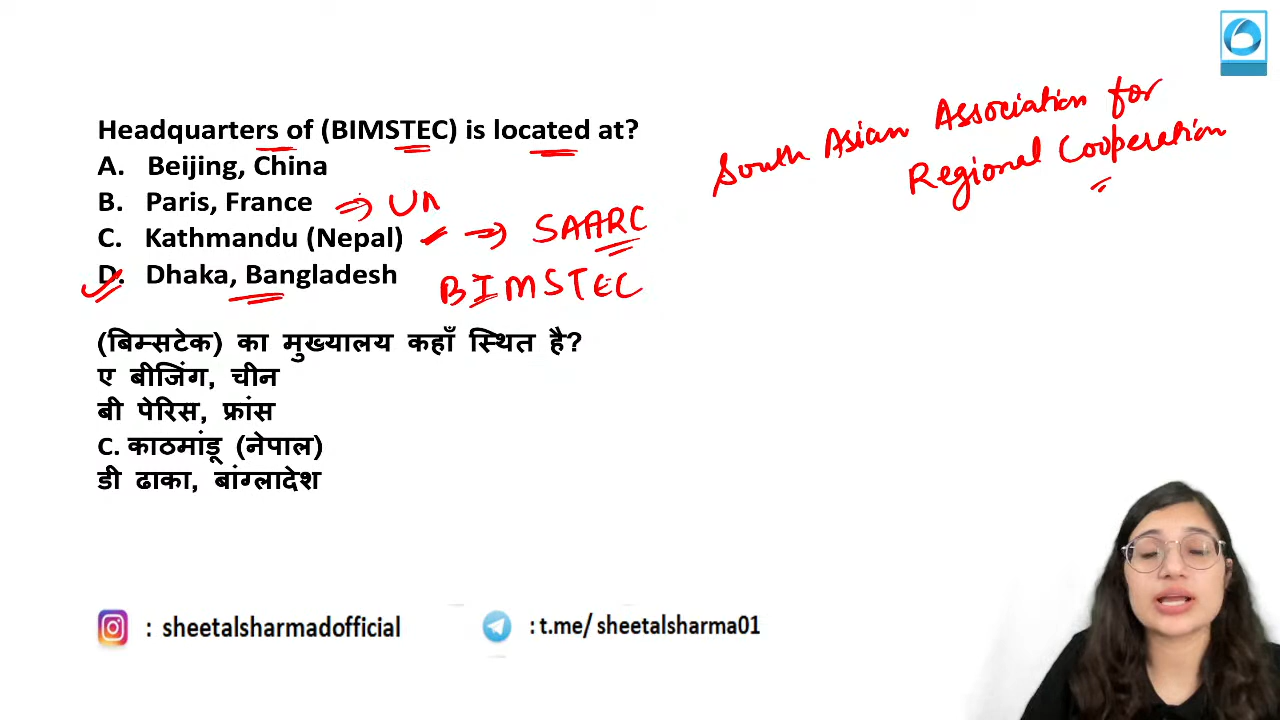 Headquarters of (BIMSTEC) is located at?
A. Beijing, China
B. Paris, France → UN
C. Kathmandu (Nepal) → SAARC
D. Dhaka, Bangladesh BIMSTEC
South Asian Association for
Regional Cooperation
(बिम्सटेक) का मुख्यालय कहाँ स्थित है?
ए बीजिंग, चीन
बी पेरिस, फ्रांस
C. काठमांडू (नेपाल)
डी ढाका, बांग्लादेश
: sheetalsharmadofficial
: t.me/ sheetalsharma01